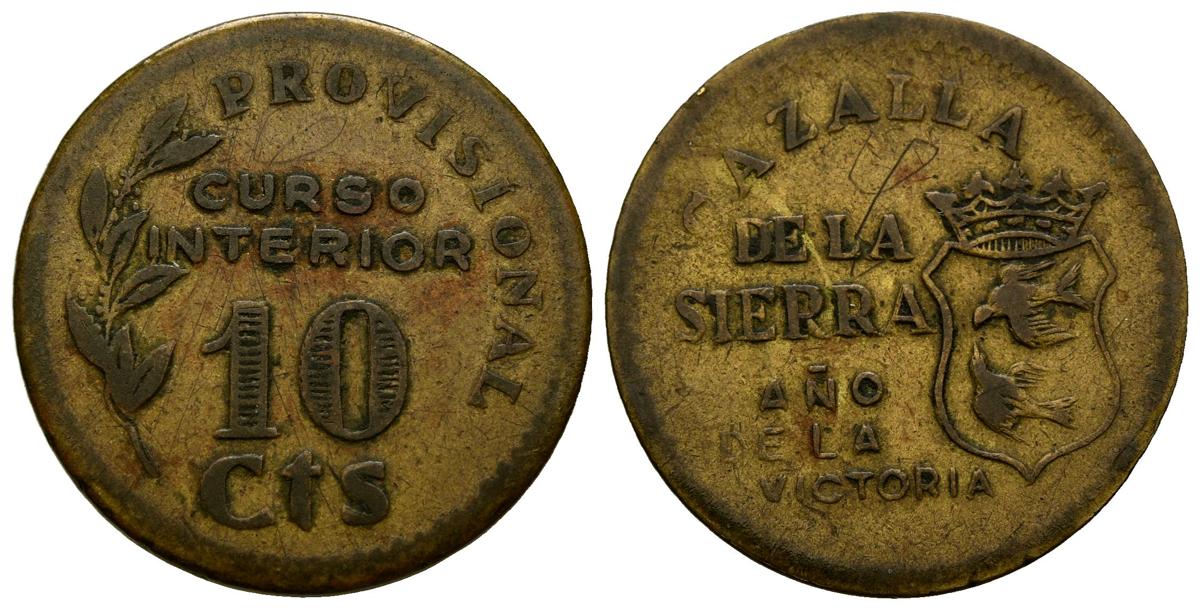 PROVISIONAL
CURSO
INTERIOR
10
Cts
CAZALLA
DE LA
SIERRA
AÑO
DE LA
VICTORIA